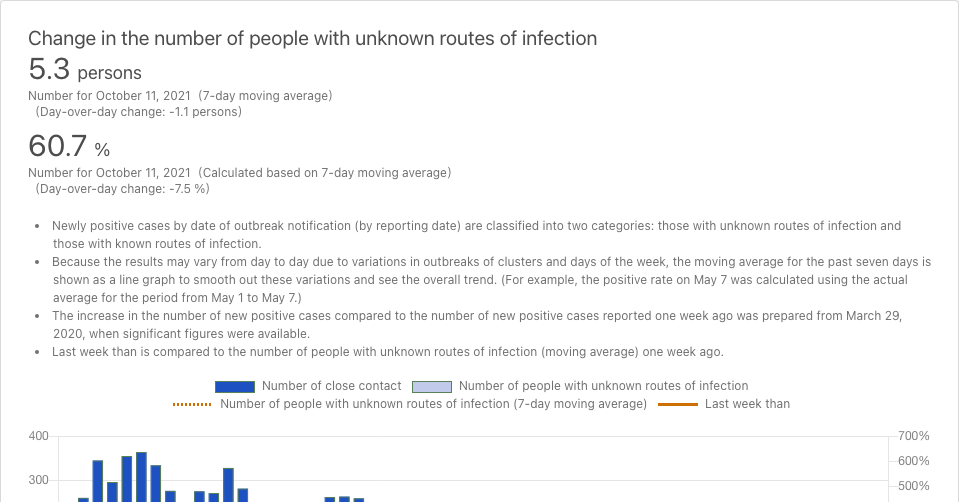 Change in the number of people with unknown routes of infection
5.3 persons
Number for October 11, 2021 (7-day moving average)
(Day-over-day change: -1.1 persons)
60.7 %
Number for October 11, 2021 (Calculated based on 7-day moving average)
(Day-over-day change: -7.5 %)
• Newly positive cases by date of outbreak notification (by reporting date) are classified into two categories: those with unknown routes of infection and
those with known routes of infection.
• Because the results may vary from day to day due to variations in outbreaks of clusters and days of the week, the moving average for the past seven days is
shown as a line graph to smooth out these variations and see the overall trend. (For example, the positive rate on May 7 was calculated using the actual
average for the period from May 1 to May 7.)
• The increase in the number of new positive cases compared to the number of new positive cases reported one week ago was prepared from March 29,
2020, when significant figures were available.
• Last week than is compared to the number of people with unknown routes of infection (moving average) one week ago.
Number of close contact Number of people with unknown routes of infection
Number of people with unknown routes of infection (7-day moving average) Last week than
400 700%
600%
300 500%